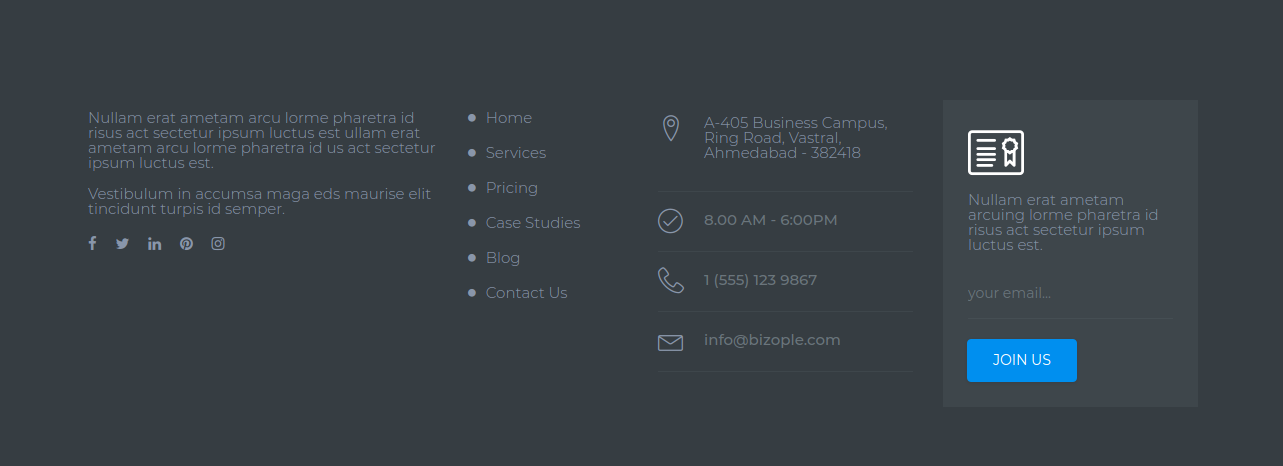 Nullam erat ametam arcu lorme pharetra id
risus act sectetur ipsum luctus est ullam erat
ametam arcu lorme pharetra id us act sectetur
ipsum luctus est.
Vestibulum in accumsa maga eds maurise elit
tincidunt turpis id semper.
Home
Services
Pricing
Case Studies
Blog
Contact Us
A-405 Business Campus,
Ring Road, Vastral,
Ahmedabad - 382418
8.00 AM - 6:00PM
1 (555) 123 9867
info@bizople.com
Nullam erat ametam
arcuing lorme pharetra id
risus act sectetur ipsum
luctus est.
your email...
JOIN US